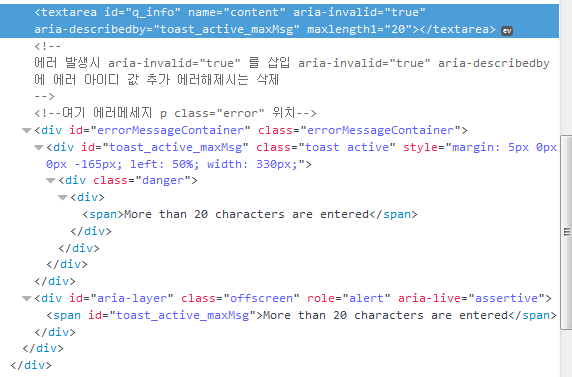 <textarea id="q_info" name="content" aria-invalid="true"
aria-describedby="toast_active_maxMsg" maxlength1="20"></textarea> ev
<!--
에러 발생시 aria-invalid="true" 를 삽입 aria-invalid="true" aria-describedby
에 에러 아이디 값 추가 에러해제시는 삭제
-->
<!--여기 에러메세지 p class="error" 위치-->
<div id="errorMessageContainer" class="errorMessageContainer">
<div id="toast_active_maxMsg" class="toast active" style="margin: 5px 0px
0px -165px; left: 50%; width: 330px;">
<div class="danger">
<div>
<span>More than 20 characters are entered</span>
</div>
</div>
</div>
</div>
<div id="aria-layer" class="offscreen" role="alert" aria-live="assertive">
<span id="toast_active_maxMsg">More than 20 characters are entered</span>
</div>
</div>
</div>